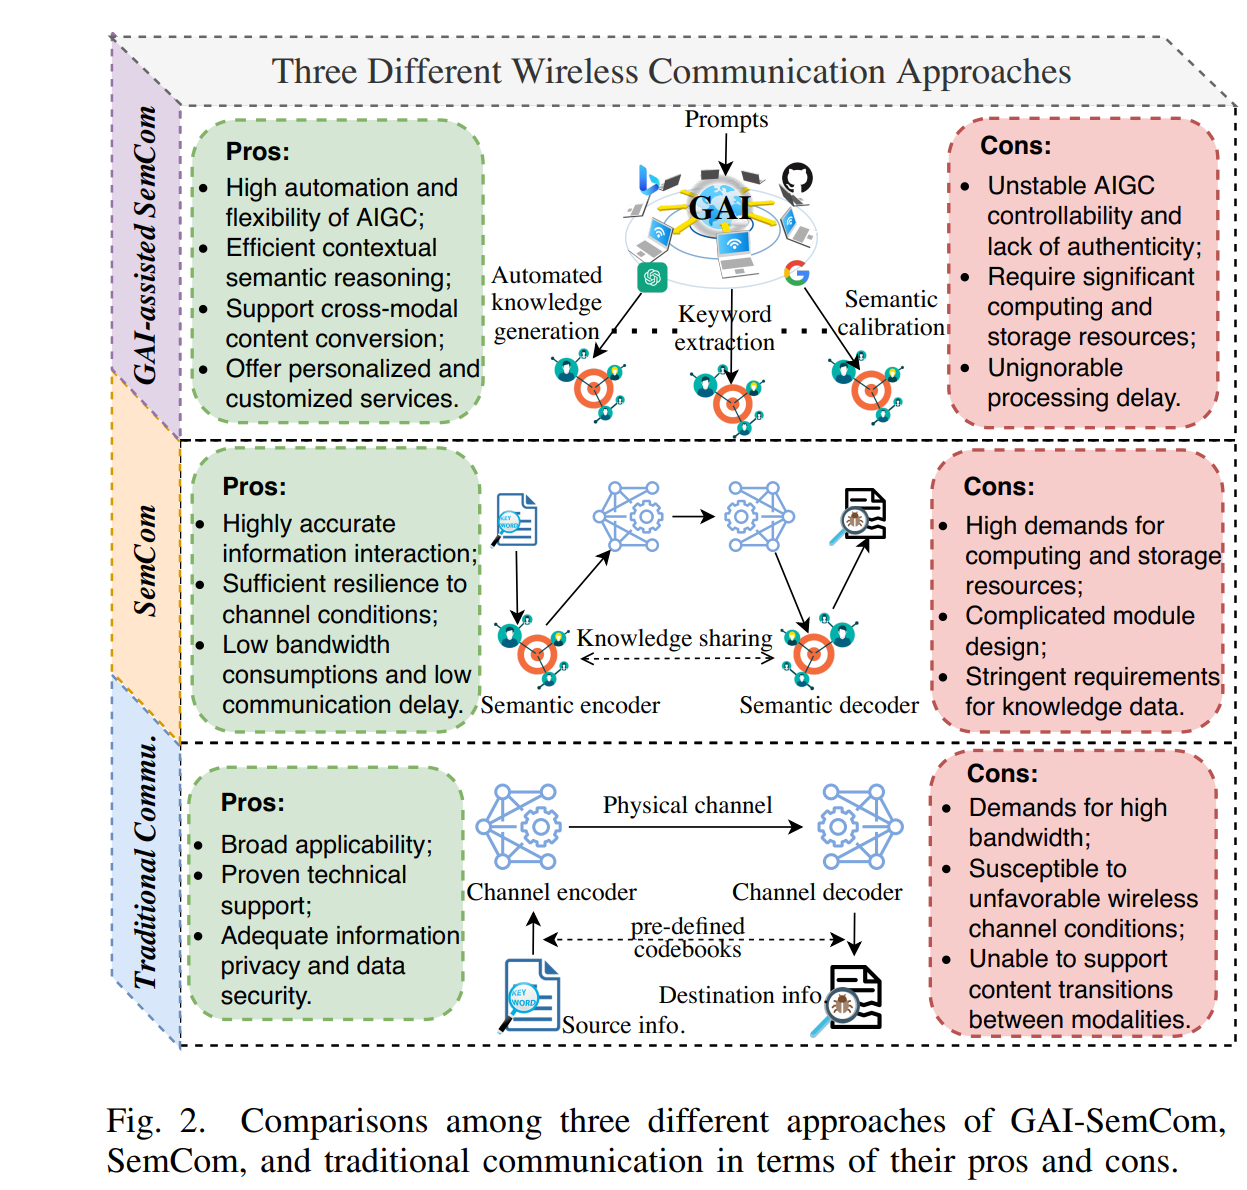 Three Different Wireless Communication Approaches
GAI-assisted SemCom
Pros:
• High automation and
flexibility of AIGC;
• Efficient contextual
semantic reasoning;
• Support cross-modal
content conversion;
• Offer personalized and
customized services.
Prompts
GAI
Automated
knowledge
generation
Keyword
extraction
Semantic
calibration
Cons:
• Unstable AIGC
controllability and
lack of authenticity;
• Require significant
computing and
storage resources;
• Unignorable
processing delay.
SemCom
Pros:
• Highly accurate
information interaction;
• Sufficient resilience to
channel conditions;
• Low bandwidth
consumptions and low
communication delay.
KEY
WORD
Knowledge sharing
Semantic encoder
Semantic decoder
Cons:
• High demands for
computing and storage
resources;
• Complicated module
design;
• Stringent requirements
for knowledge data.
Traditional Commu.
Pros:
• Broad applicability;
• Proven technical
support;
• Adequate information
privacy and data
security.
Physical channel
Channel encoder
Channel decoder
pre-defined
codebooks
KEY
WORD
Source info.
Destination info.
Cons:
• Demands for high
bandwidth;
• Susceptible to
unfavorable wireless
channel conditions;
• Unable to support
content transitions
between modalities.
Fig. 2. Comparisons among three different approaches of GAI-SemCom,
SemCom, and traditional communication in terms of their pros and cons.